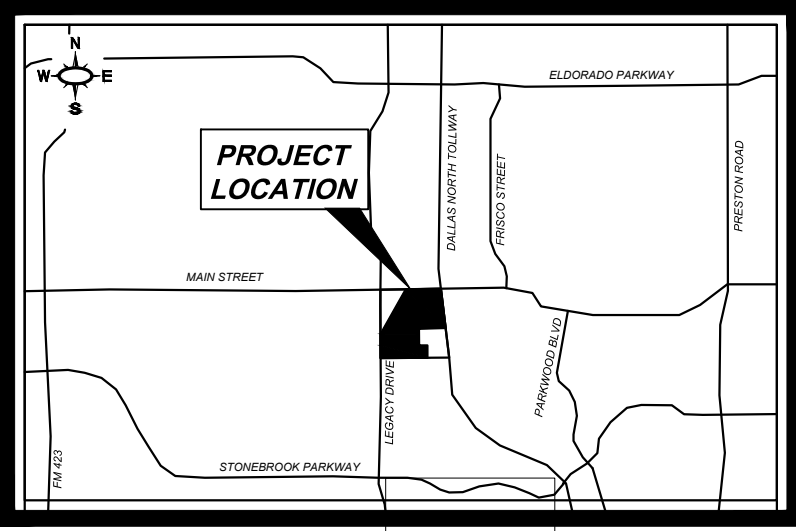 N
W E
S
ELDORADO PARKWAY
PROJECT
LOCATION
DALLAS NORTH TOLLWAY
FRISCO STREET
PRESTON ROAD
MAIN STREET
LEGACY DRIVE
PARKWOOD BLVD
FM 423
STONEBROOK PARKWAY